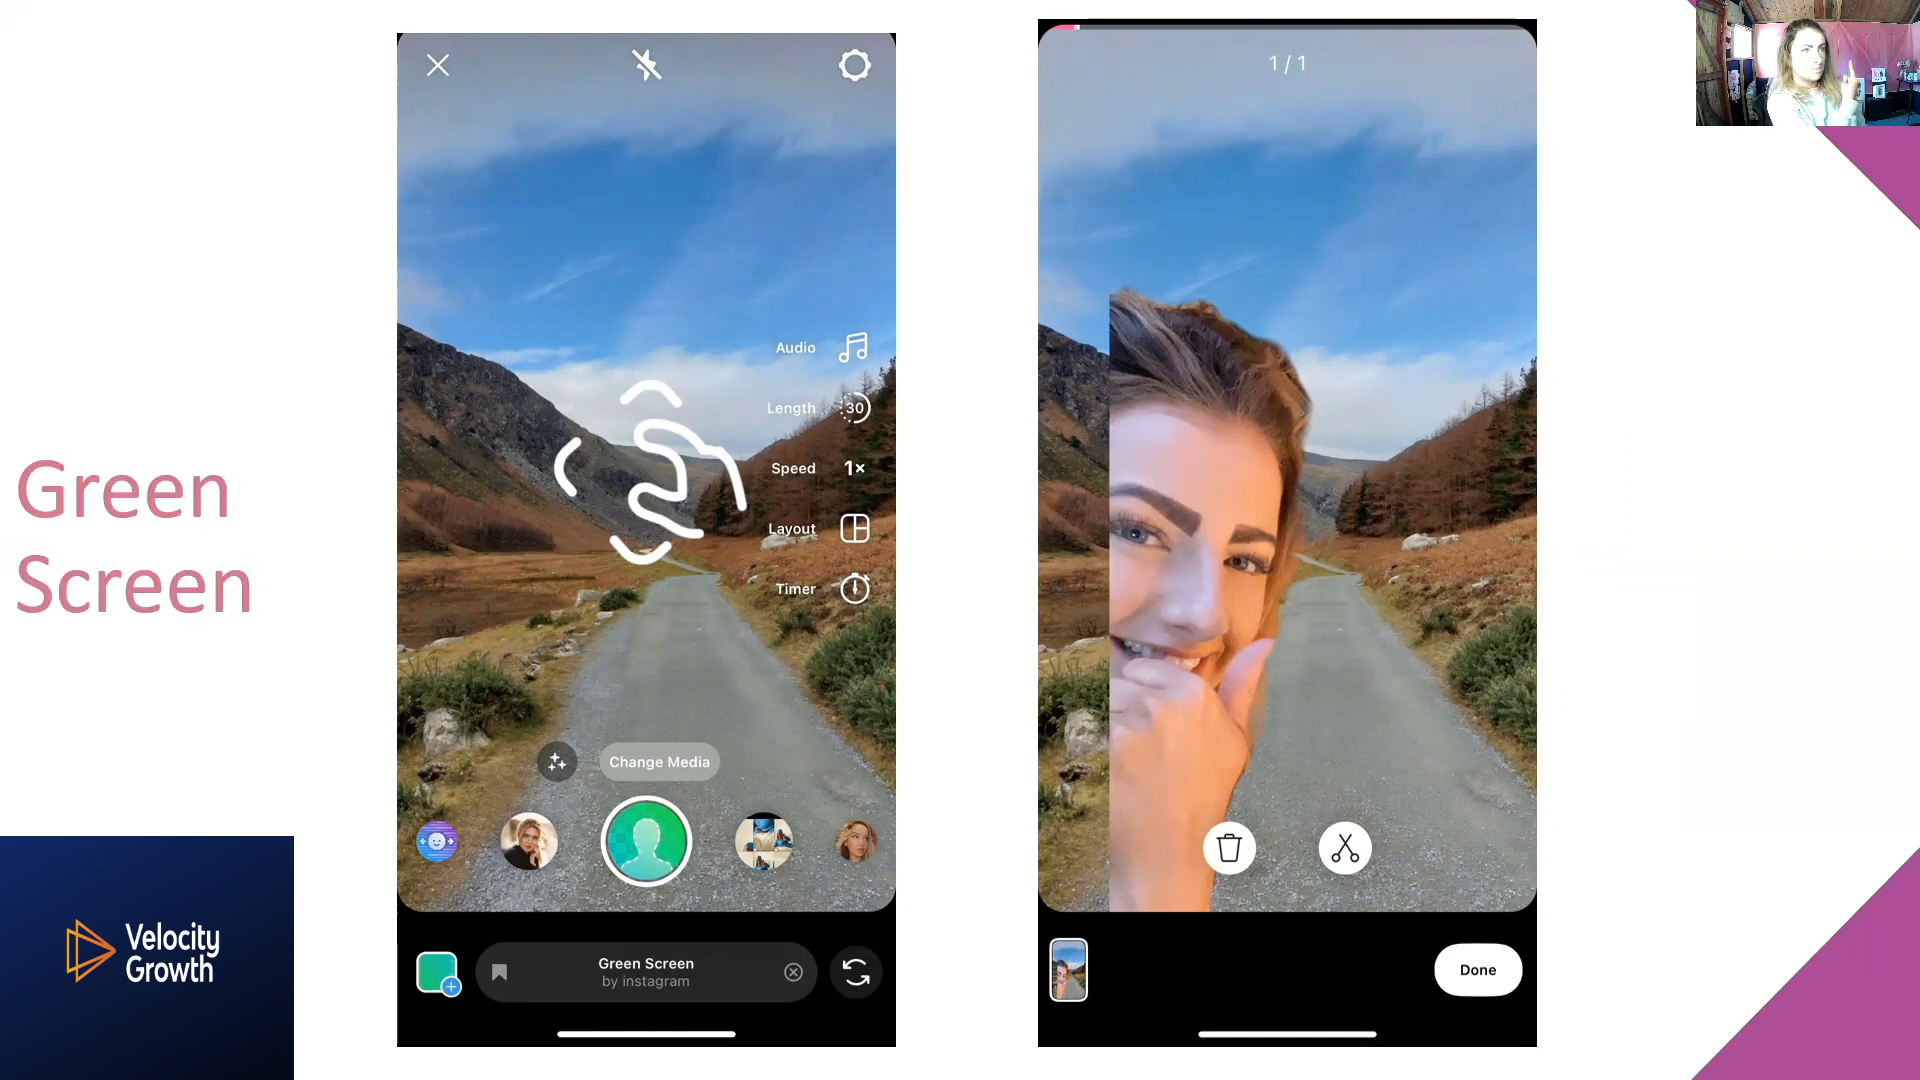 Green
Screen
Velocity
Growth
Audio
Length
30
Speed
1×
Layout
Timer
Change Media
Green Screen
by instagram
1 / 1
Done